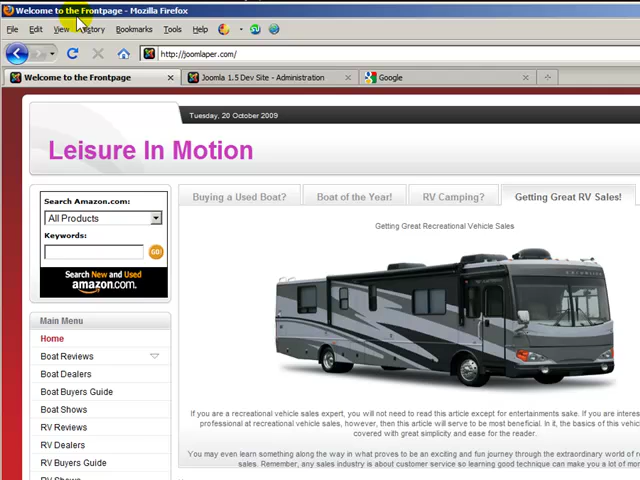 Welcome to the Frontpage - Mozilla Firefox
File Edit View History Bookmarks Tools Help
http://joomlaper.com/
Welcome to the Frontpage
Joomla 1.5 Dev Site - Administration
Google
Tuesday, 20 October 2009
Leisure In Motion
Search Amazon.com:
All Products
Keywords:
GO!
Search New and Used
amazon.com.
Buying a Used Boat?
Boat of the Year!
RV Camping?
Getting Great RV Sales!
Getting Great Recreational Vehicle Sales
Main Menu
Home
Boat Reviews
Boat Dealers
Boat Buyers Guide
Boat Shows
RV Reviews
RV Dealers
RV Buyers Guide
RV Shows
If you are a recreational vehicle sales expert, you will not need to read this article except for entertainments sake. If you are interes
professional at recreational vehicle sales, however, then this article will serve to be most beneficial. In it, the basics of this veh
covered with great simplicity and ease for the reader.
You may even learn something along the way in what proves to be an exciting and fun journey through the extraordinary world of re
sales. Remember, any sales industry is about customer service so learning good technique can make you a lot of mo